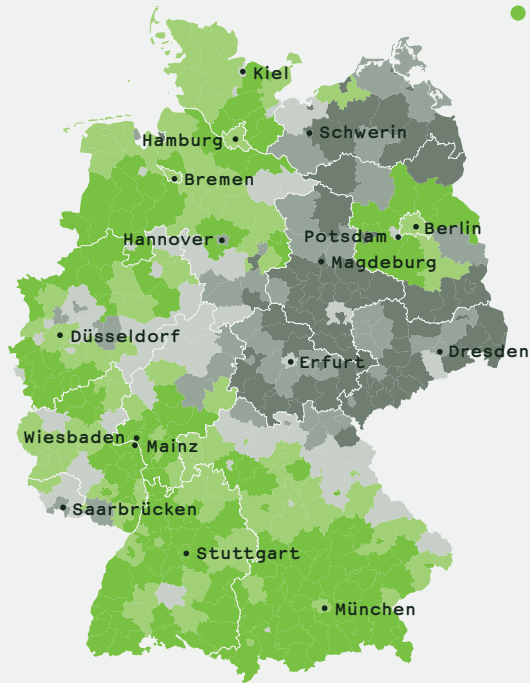 Kiel
Schwerin
Hamburg
Bremen
Berlin
Potsdam
Hannover
Magdeburg
Düsseldorf
Dresden
Erfurt
Wiesbaden
Mainz
Saarbrücken
Stuttgart
München